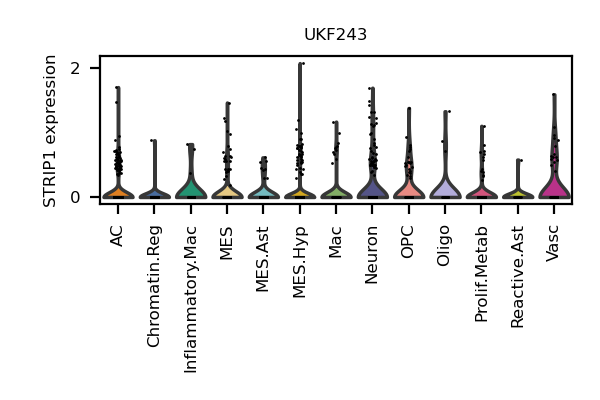 UKF243
STRIP1 expression
2
0
AC
Chromatin.Reg
Inflammatory.Mac
MES
MES.Ast
MES.Hyp
Mac
Neuron
OPC
Oligo
Prolif.Metab
Reactive.Ast
Vasc